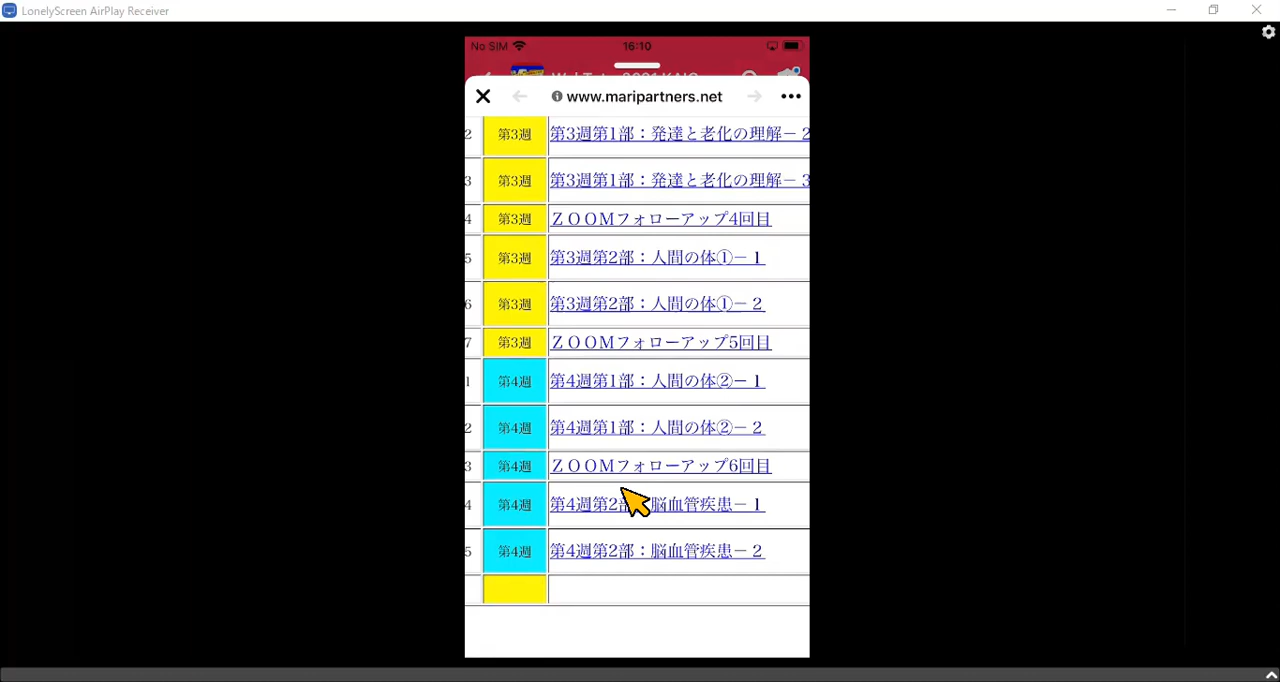 LonelyScreen AirPlay Receiver
No SIM 16:10
www.maripartners.net
2 第3週 第3週第1部：発達と老化の理解－２
3 第3週 第3週第1部：発達と老化の理解－３
4 第3週 ＺＯＯＭフォローアップ4回目
5 第3週 第3週第2部：人間の体①－１
6 第3週 第3週第2部：人間の体①－２
7 第3週 ＺＯＯＭフォローアップ5回目
1 第4週 第4週第1部：人間の体②－１
2 第4週 第4週第1部：人間の体②－２
3 第4週 ＺＯＯＭフォローアップ6回目
4 第4週 第4週第2部：脳血管疾患－１
5 第4週 第4週第2部：脳血管疾患－２